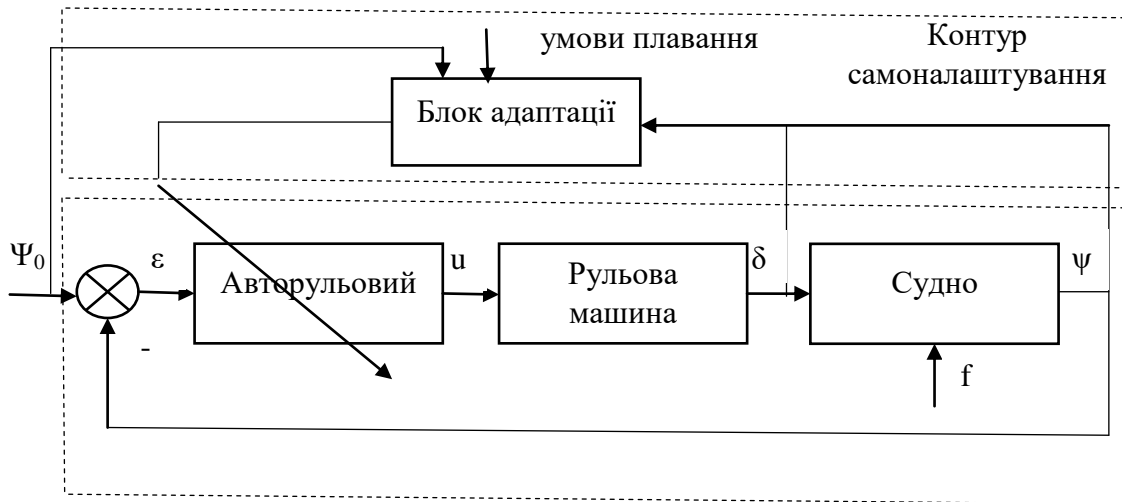 умови плавання
Контур
самоналаштування
Блок адаптації
Ψ0
ε
Авторульовий
u
Рульова
машина
δ
Судно
ψ
-
f